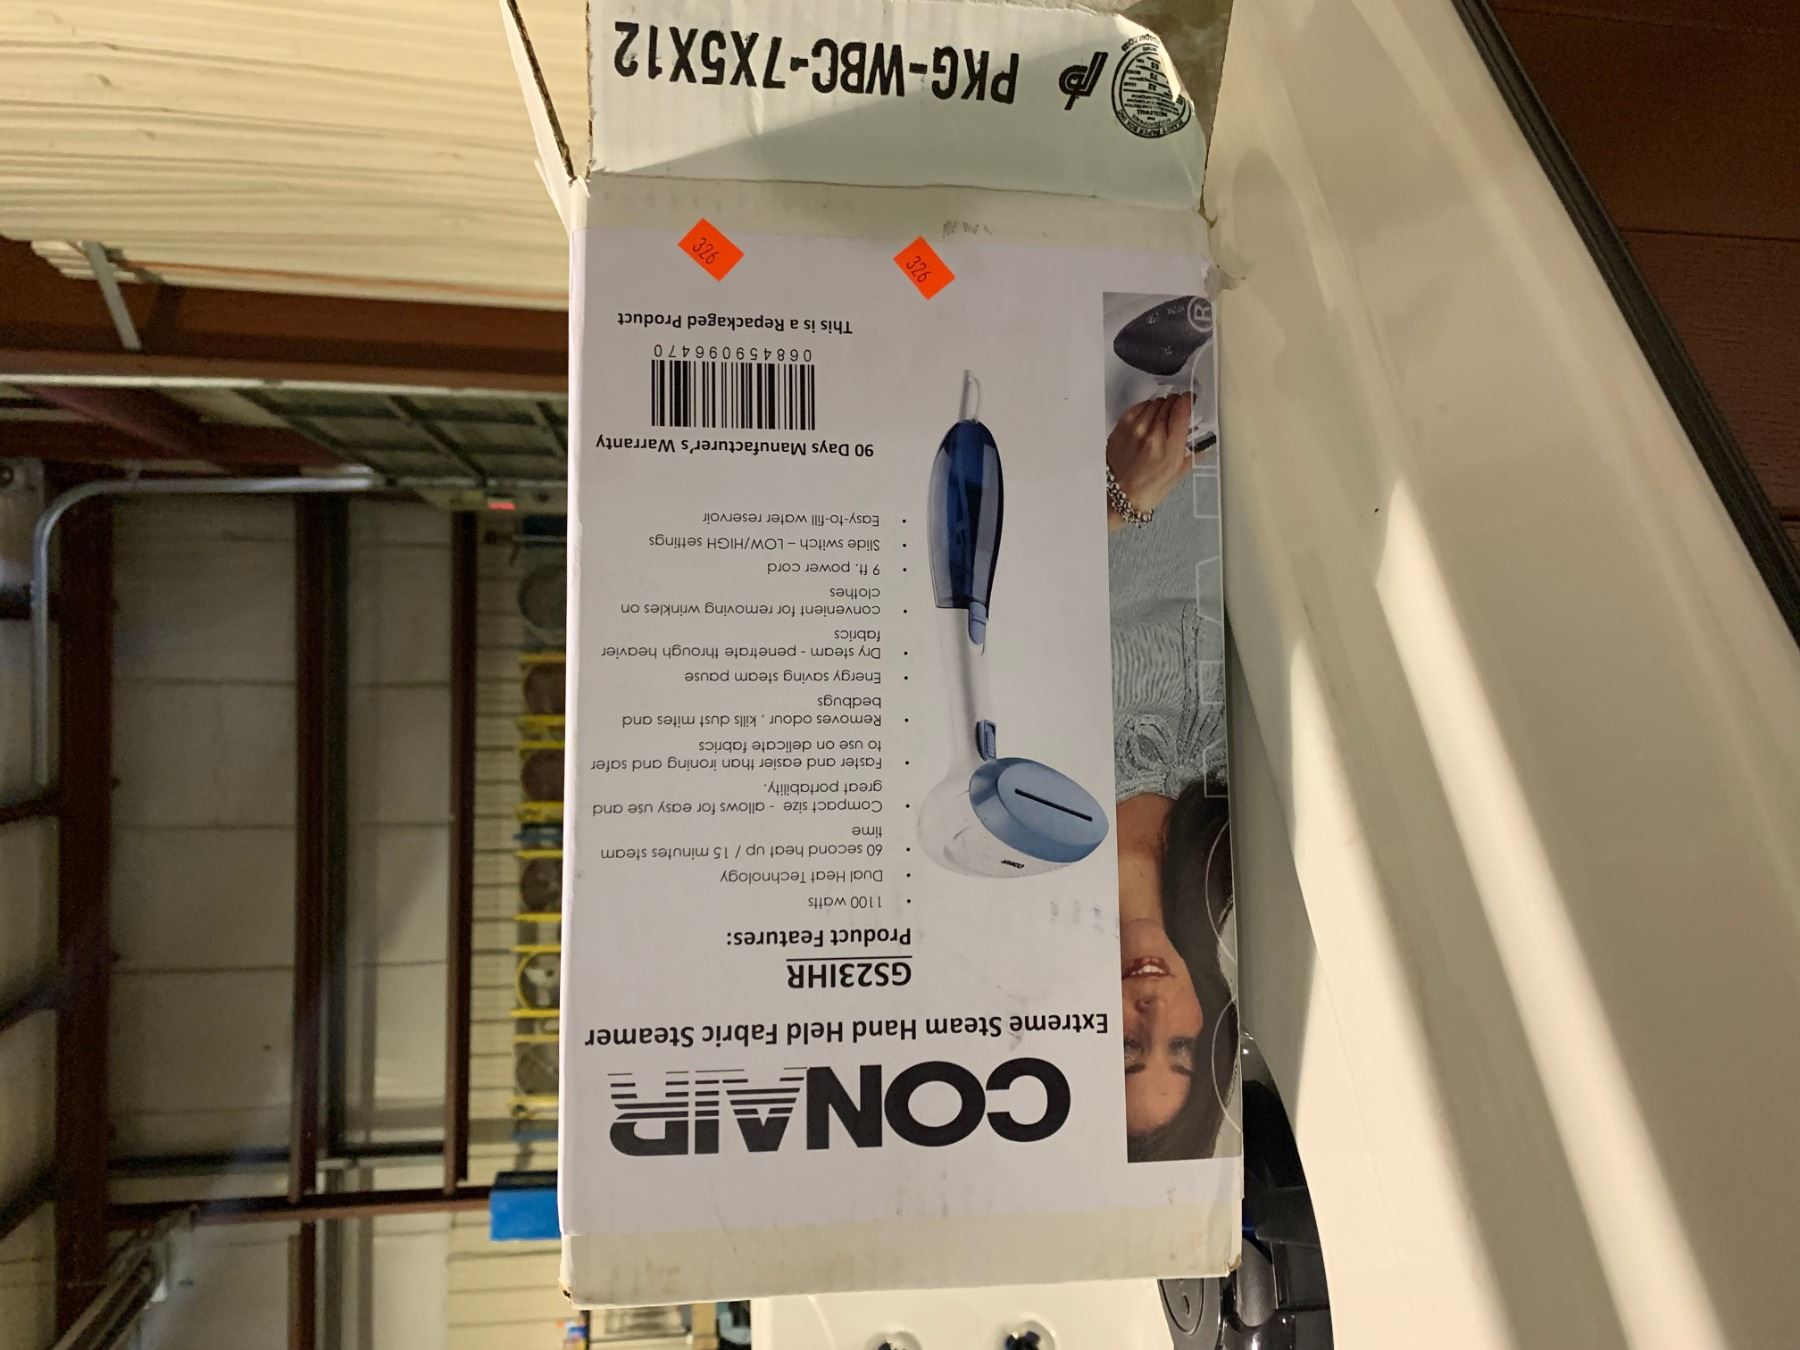 CONAIR
Extreme Steam Hand Held Fabric Steamer
GS23IHR
Product Features:
• 1100 watts
• Dual Heat Technology
• 60 second heat up / 15 minutes steam
time
• Compact size - allows for easy use and
great portability.
• Faster and easier than ironing and safer
to use on delicate fabrics
• Removes odour , kills dust mites and
bedbugs
• Energy saving steam pause
• Dry steam - penetrate through heavier
fabrics
• convenient for removing wrinkles on
clothes
• 9 ft. power cord
• Slide switch – LOW/HIGH settings
• Easy-to-fill water reservoir
90 Days Manufacturer's Warranty
068459096470
This is a Repackaged Product
326
326
CONAIR
®
PKG-WBC-7X5X12